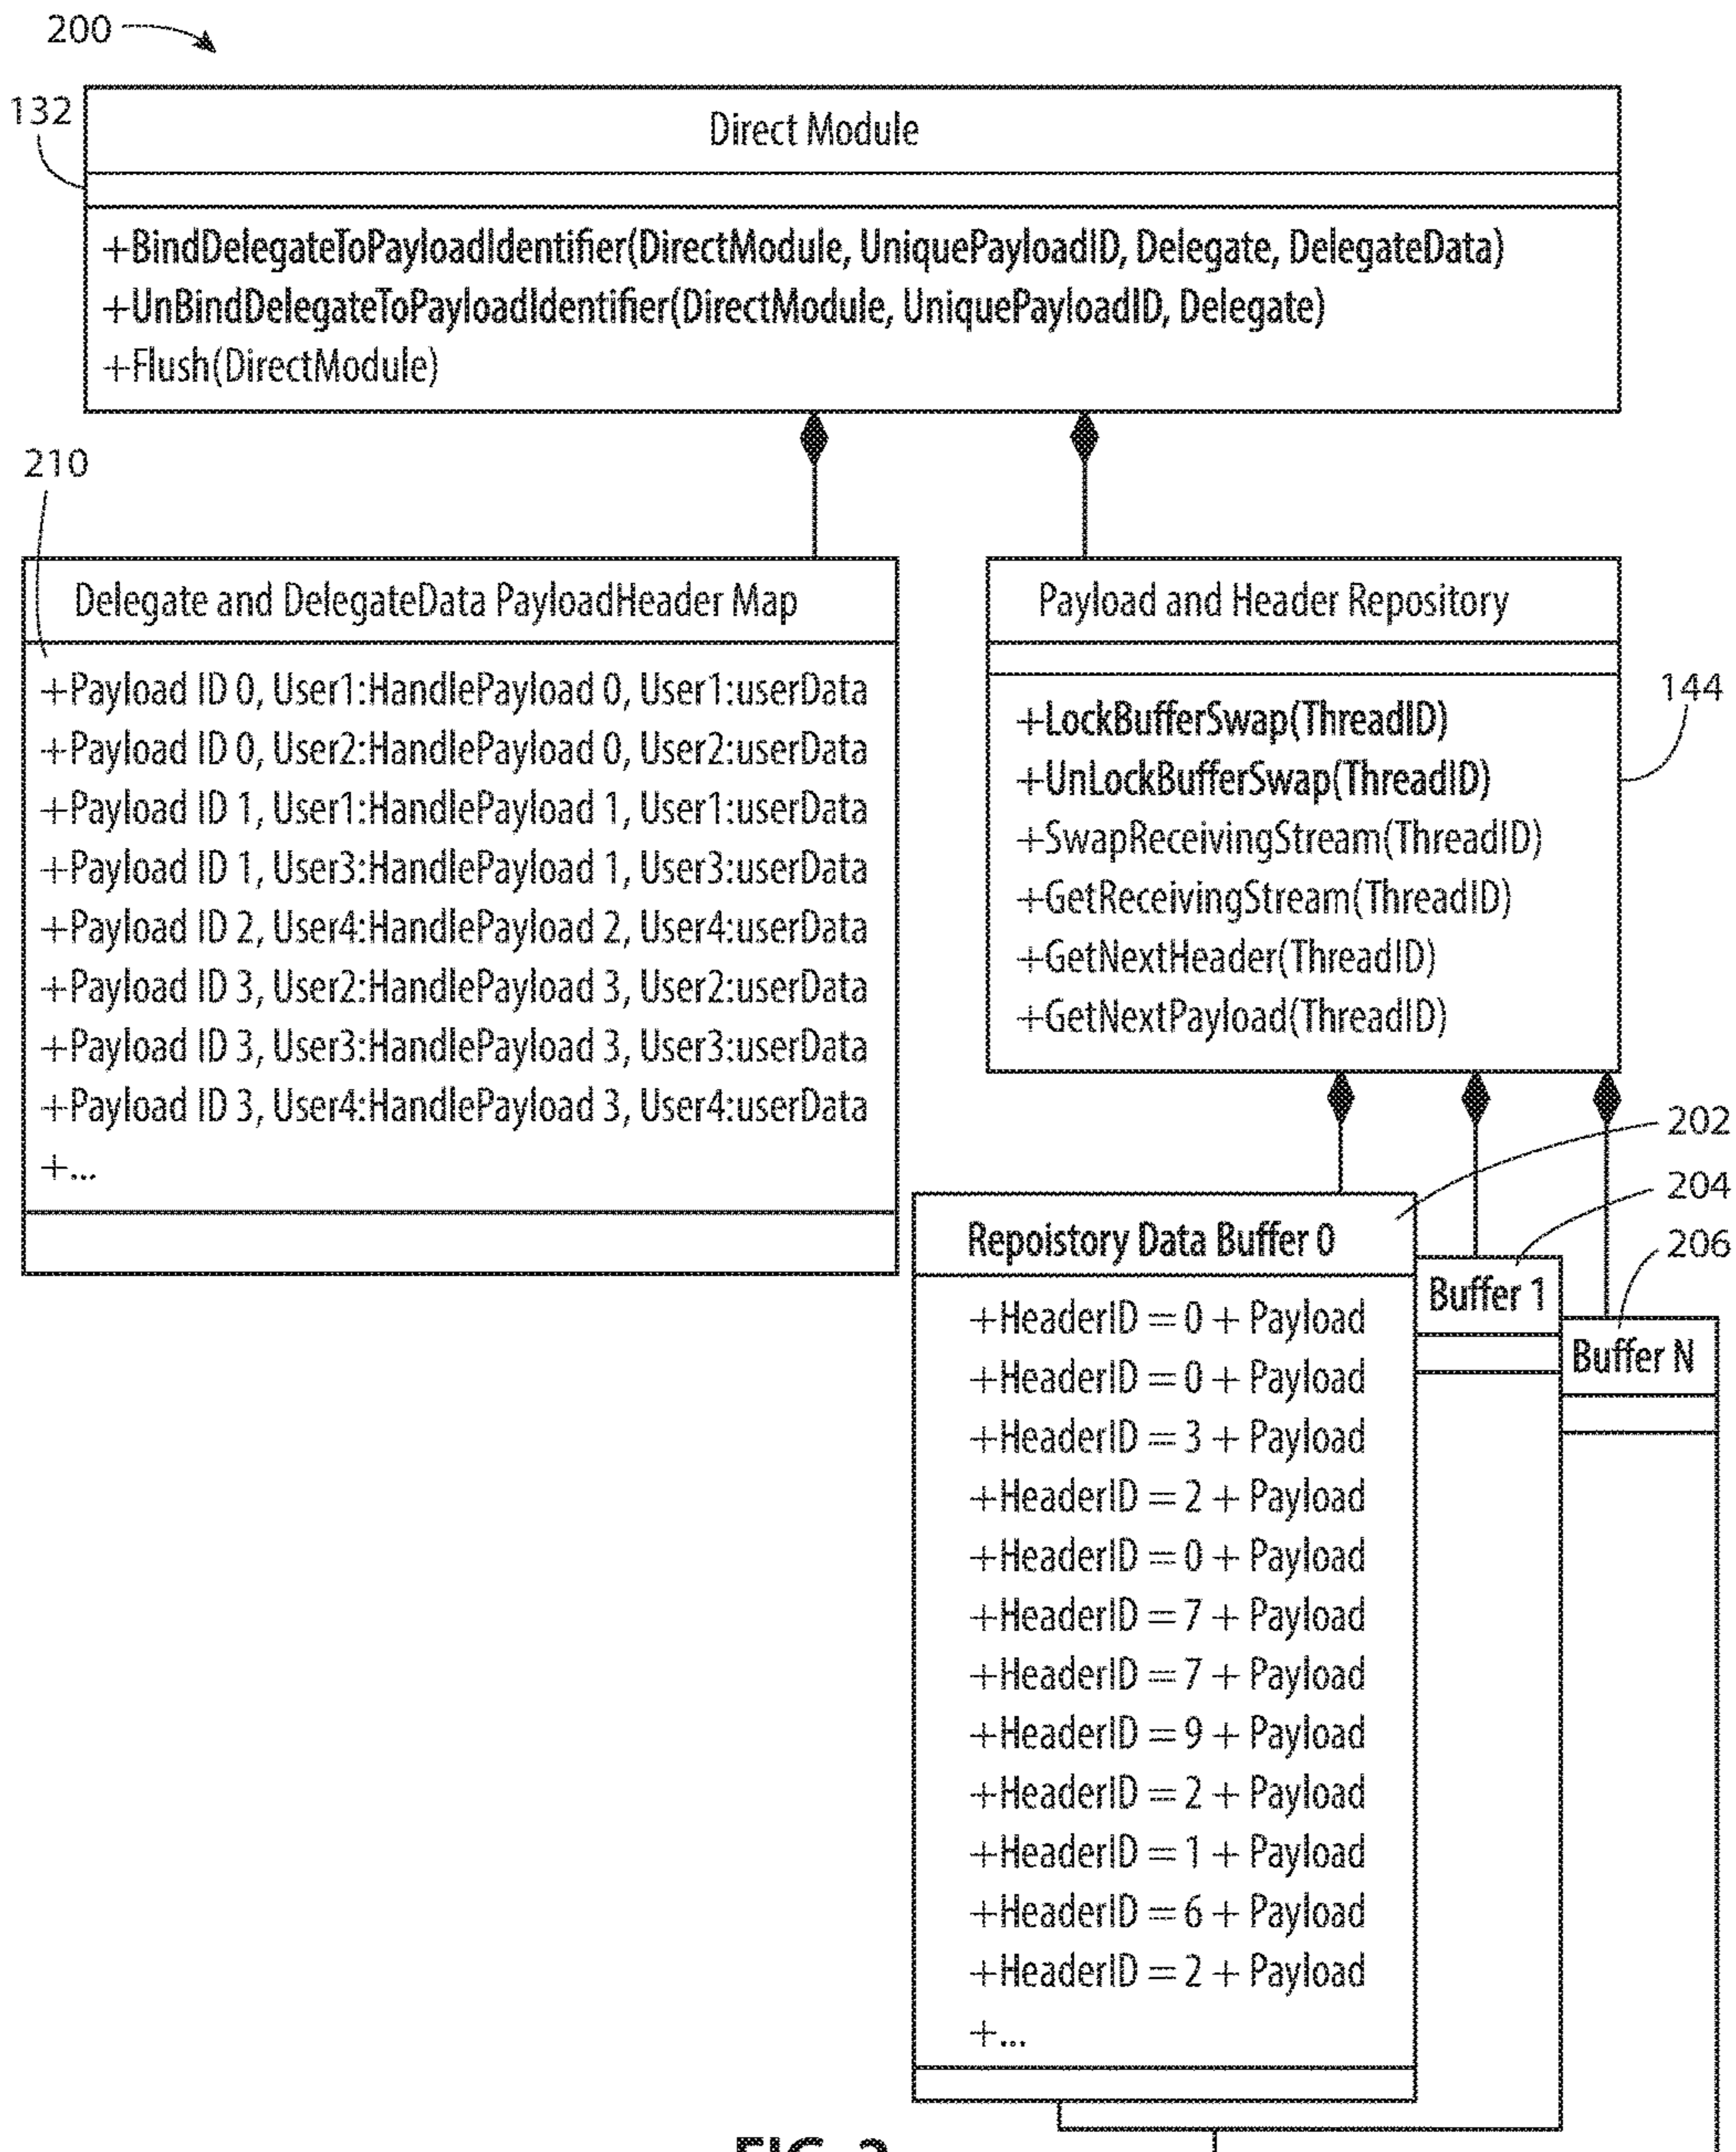 200
132
Direct Module
+BindDelegateToPayloadIdentifier(DirectModule, UniquePayloadID, Delegate, DelegateData)
+UnBindDelegateToPayloadIdentifier(DirectModule, UniquePayloadID, Delegate)
+Flush(DirectModule)
210
Delegate and DelegateData PayloadHeader Map
+Payload ID 0, User1:HandlePayload 0, User1:userData
+Payload ID 0, User2:HandlePayload 0, User2:userData
+Payload ID 1, User1:HandlePayload 1, User1:userData
+Payload ID 1, User3:HandlePayload 1, User3:userData
+Payload ID 2, User4:HandlePayload 2, User4:userData
+Payload ID 3, User2:HandlePayload 3, User2:userData
+Payload ID 3, User3:HandlePayload 3, User3:userData
+Payload ID 3, User4:HandlePayload 3, User4:userData
+...
Payload and Header Repository
144
+LockBufferSwap(ThreadID)
+UnLockBufferSwap(ThreadID)
+SwapReceivingStream(ThreadID)
+GetReceivingStream(ThreadID)
+GetNextHeader(ThreadID)
+GetNextPayload(ThreadID)
202
204
206
Repoistory Data Buffer 0
+HeaderID = 0 + Payload
+HeaderID = 0 + Payload
+HeaderID = 3 + Payload
+HeaderID = 2 + Payload
+HeaderID = 0 + Payload
+HeaderID = 7 + Payload
+HeaderID = 7 + Payload
+HeaderID = 9 + Payload
+HeaderID = 2 + Payload
+HeaderID = 1 + Payload
+HeaderID = 6 + Payload
+HeaderID = 2 + Payload
+...
Buffer 1
Buffer N